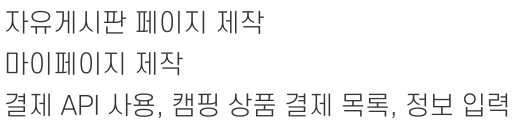 자유게시판 페이지 제작
마이페이지 제작
결제 API 사용, 캠핑 상품 결제 목록, 정보 입력